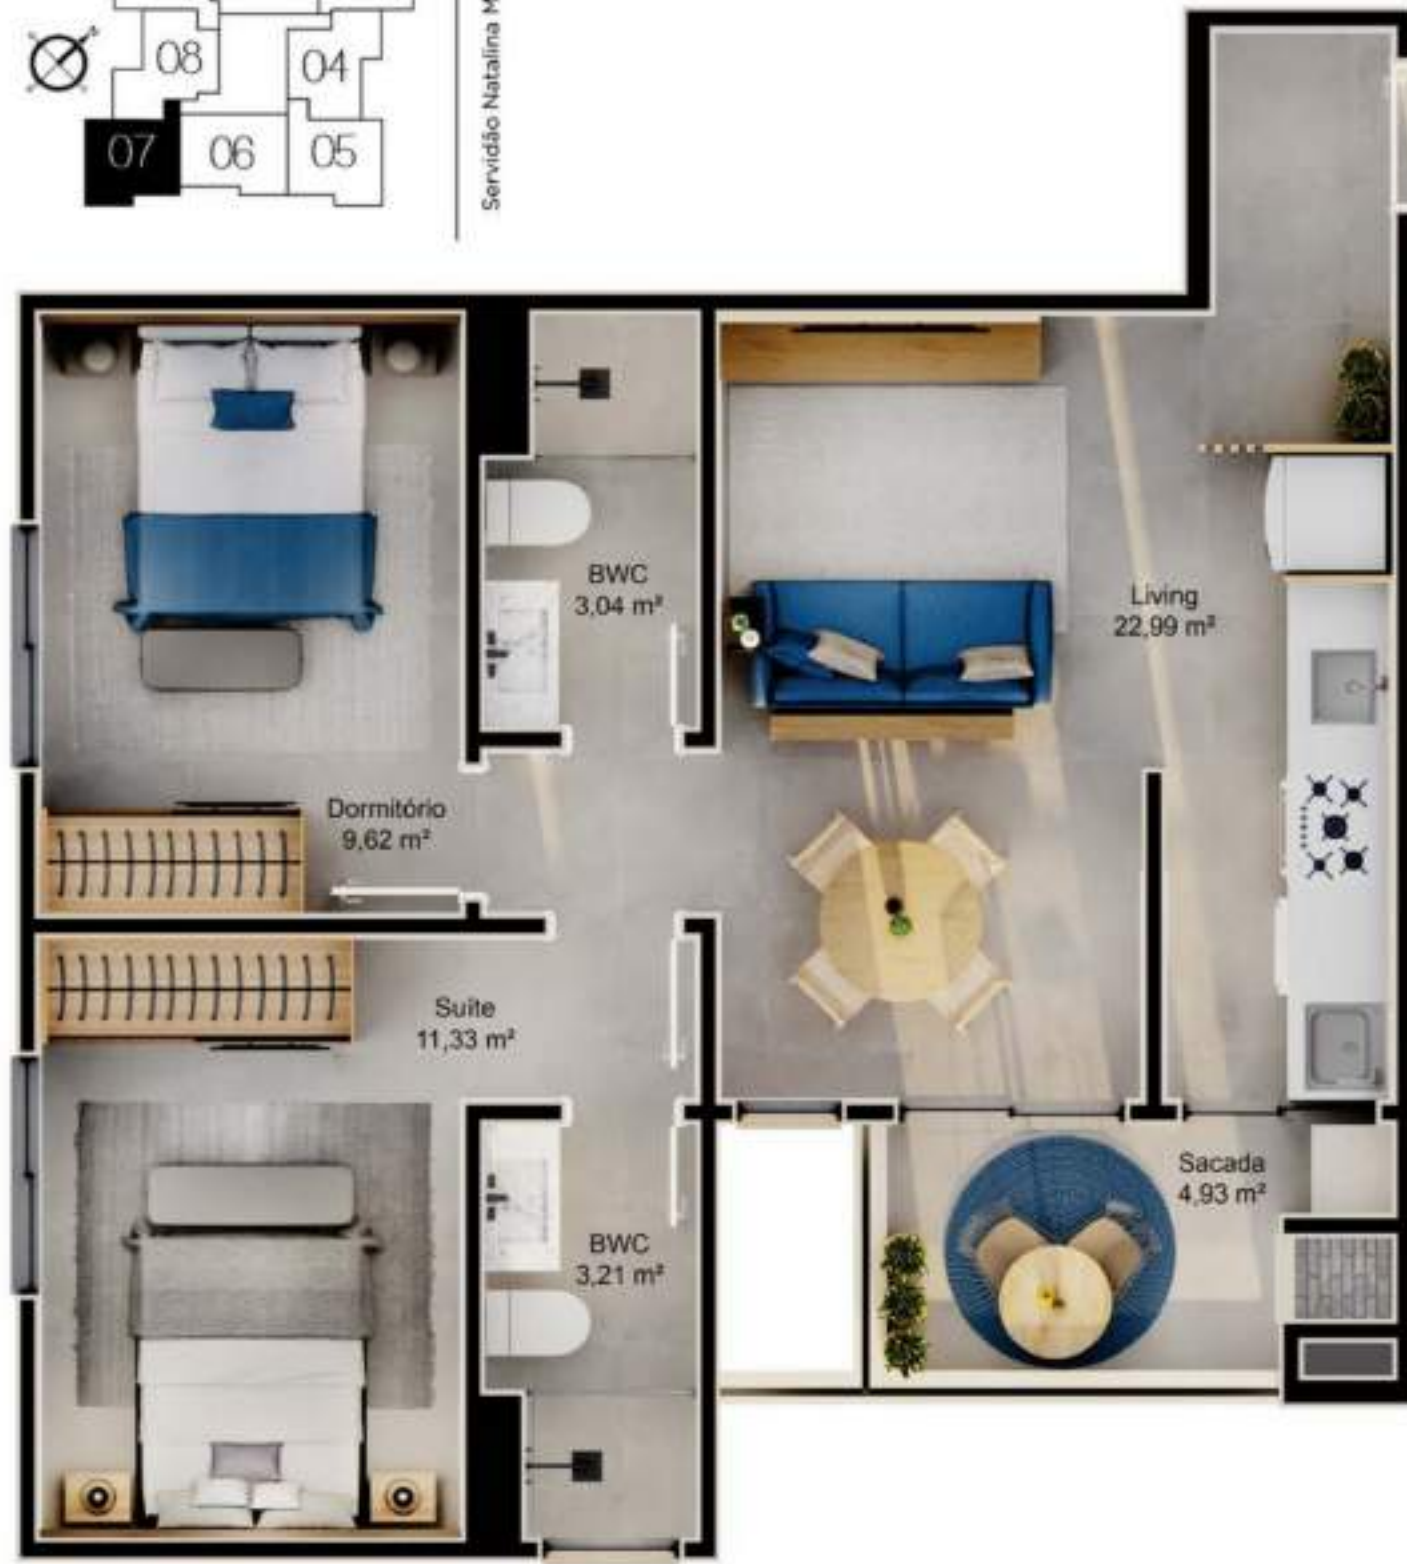 08
04
07
06
05
Servidão Natalina
BWC
3,04 m²
Living
22,99 m²
Dormitório
9,62 m²
Suíte
11,33 m²
Sacada
4,93 m²
BWC
3,21 m²